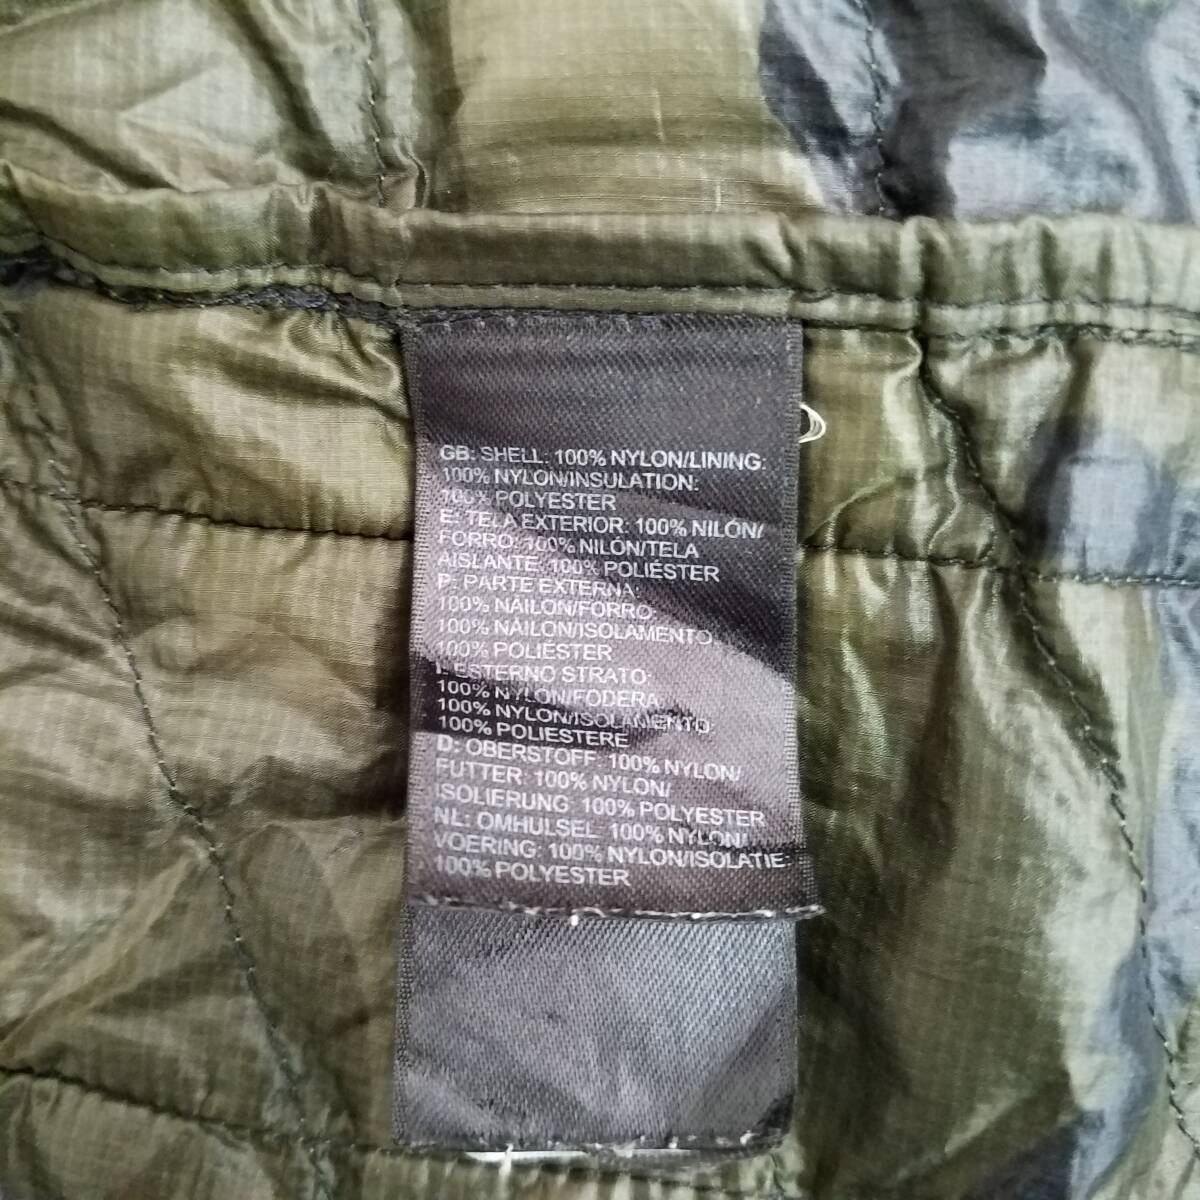 GB: SHELL: 100% NYLON/LINING:
100% NYLON/INSULATION:
100% POLYESTER
E: TELA EXTERIOR: 100% NILÓN/
FORRO: 100% NILÓN/TELA
AISLANTE: 100% POLIÉSTER
P: PARTE EXTERNA:
100% NÁILON/FORRO:
100% NÁILON/ISOLAMENTO:
100% POLIÉSTER
I: ESTERNO STRATO:
100% NYLON/FODERA:
100% NYLON/ISOLAMENTO:
100% POLIESTERE
D: OBERSTOFF: 100% NYLON/
FUTTER: 100% NYLON/
ISOLIERUNG: 100% POLYESTER
NL: OMHULSEL: 100% NYLON/
VOERING: 100% NYLON/ISOLATIE:
100% POLYESTER